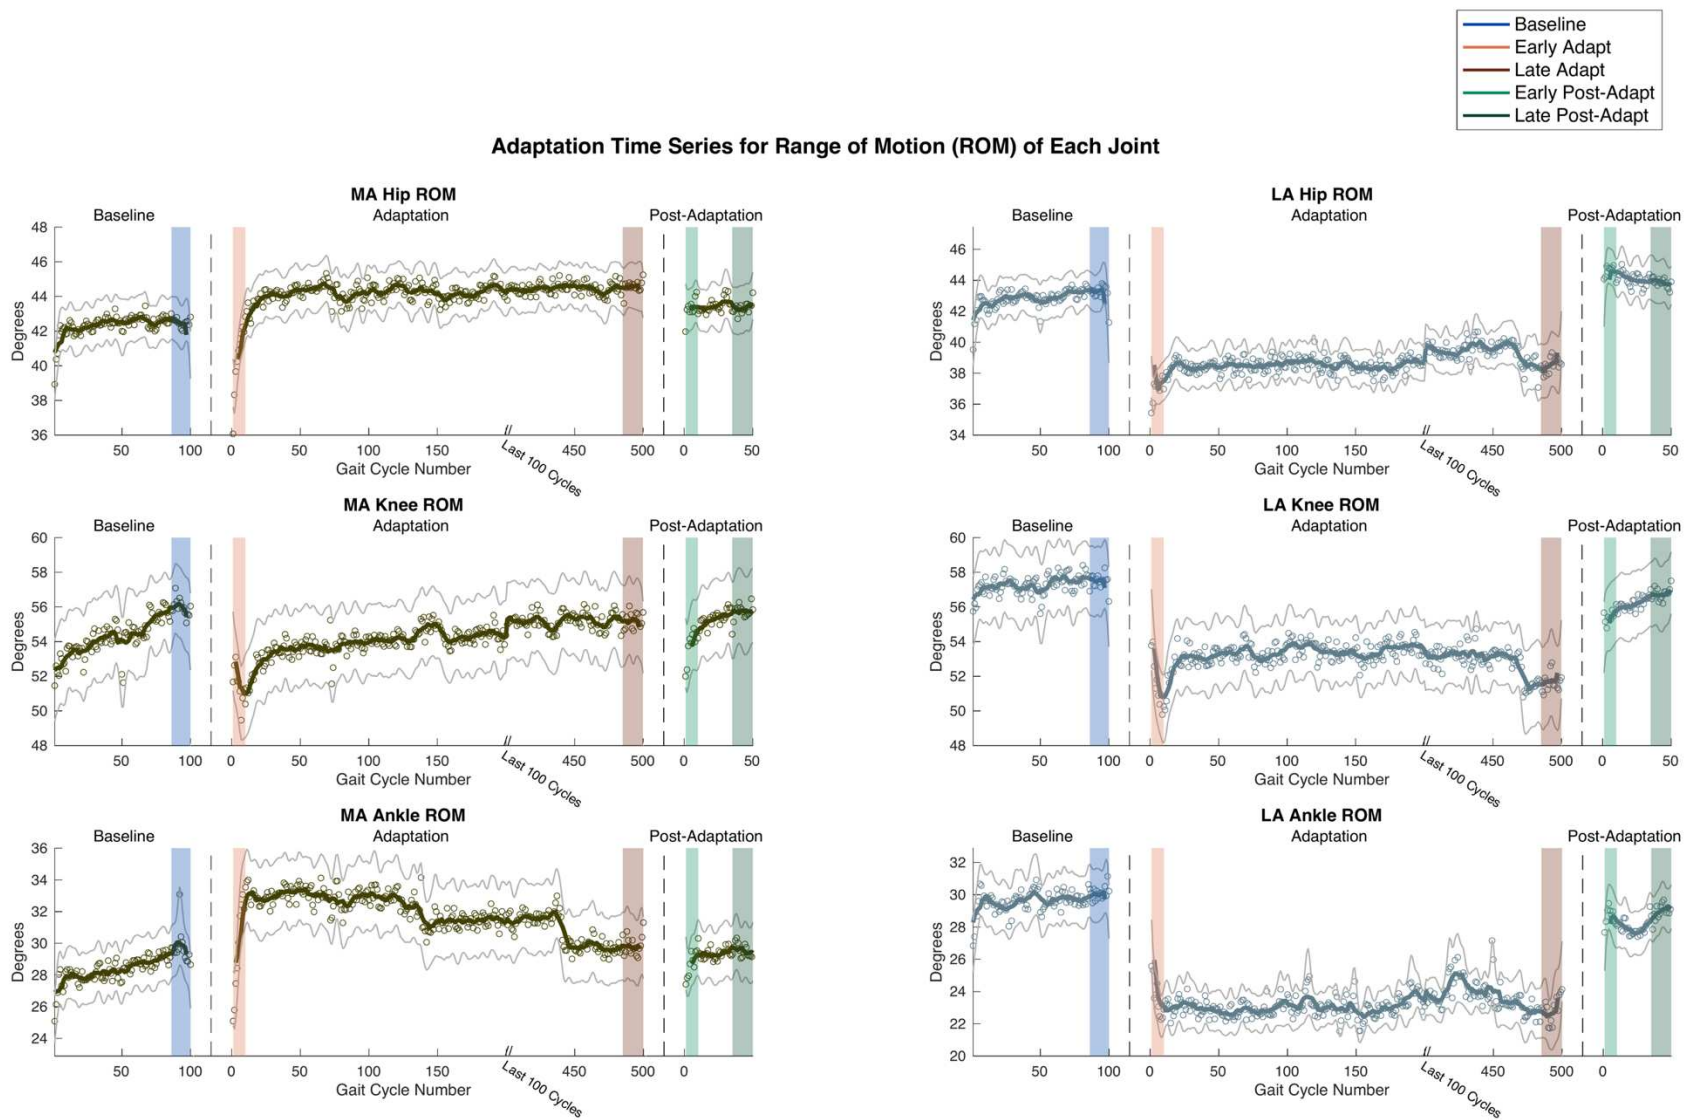 Baseline
Early Adapt
Late Adapt
Early Post-Adapt
Late Post-Adapt
Adaptation Time Series for Range of Motion (ROM) of Each Joint
MA Hip ROM
Baseline
Adaptation
Post-Adaptation
Degrees
48
46
44
42
40
38
36
50
100
0
50
100
150
//
450
500
0
50
Last 100 Cycles
Gait Cycle Number
LA Hip ROM
Baseline
Adaptation
Post-Adaptation
Degrees
46
44
42
40
38
36
34
50
100
0
50
100
150
//
450
500
0
50
Last 100 Cycles
Gait Cycle Number
MA Knee ROM
Baseline
Adaptation
Post-Adaptation
Degrees
60
58
56
54
52
50
48
50
100
0
50
100
150
//
450
500
0
50
Last 100 Cycles
Gait Cycle Number
LA Knee ROM
Baseline
Adaptation
Post-Adaptation
Degrees
60
58
56
54
52
50
48
50
100
0
50
100
150
//
450
500
0
50
Last 100 Cycles
Gait Cycle Number
MA Ankle ROM
Baseline
Adaptation
Post-Adaptation
Degrees
36
34
32
30
28
26
24
50
100
0
50
100
150
//
450
500
0
Last 100 Cycles
Gait Cycle Number
LA Ankle ROM
Baseline
Adaptation
Post-Adaptation
Degrees
32
30
28
26
24
22
20
50
100
0
50
100
150
//
450
500
0
50
Last 100 Cycles
Gait Cycle Number